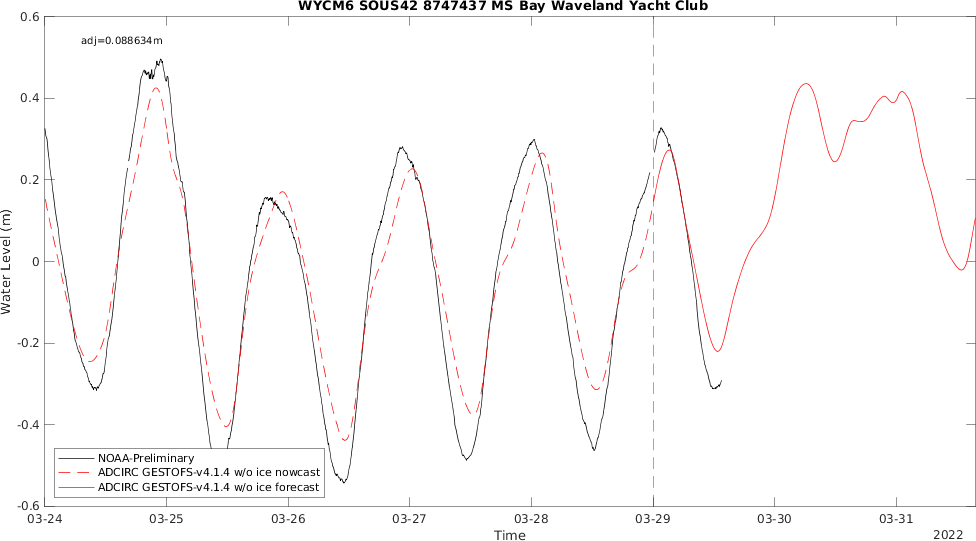 WYCM6 SOUS42 8747437 MS Bay Waveland Yacht Club
adj=0.088634m
0.6
0.4
0.2
0
-0.2
-0.4
-0.6
Water Level (m)
NOAA-Preliminary
ADCIRC GESTOFS-v4.1.4 w/o ice nowcast
ADCIRC GESTOFS-v4.1.4 w/o ice forecast
03-24 03-25 03-26 03-27 03-28 03-29 03-30 03-31
Time
2022